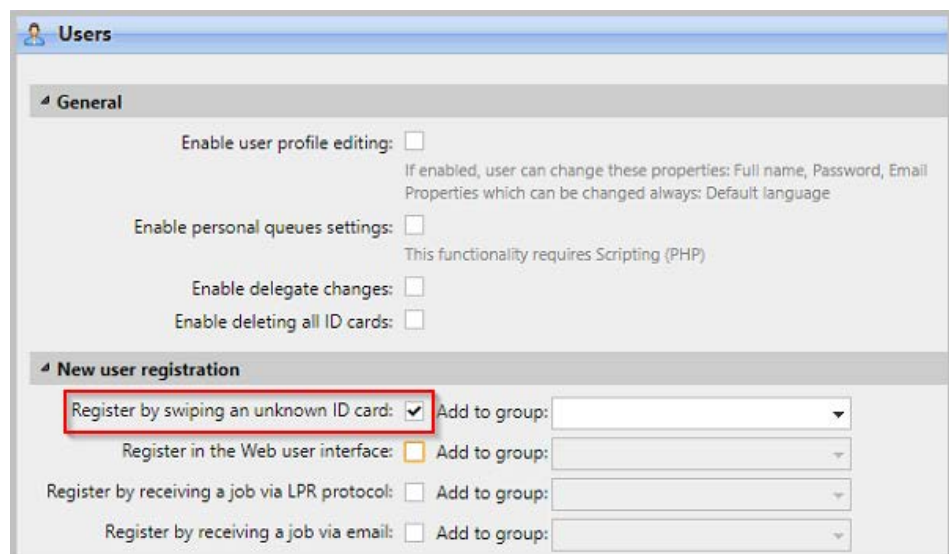 Users
General
Enable user profile editing:
If enabled, user can change these properties: Full name, Password, Email
Properties which can be changed always: Default language
Enable personal queues settings:
This functionality requires Scripting (PHP)
Enable delegate changes:
Enable deleting all ID cards:
New user registration
Register by swiping an unknown ID card: Add to group:
Register in the Web user interface: Add to group:
Register by receiving a job via LPR protocol: Add to group:
Register by receiving a job via email: Add to group: